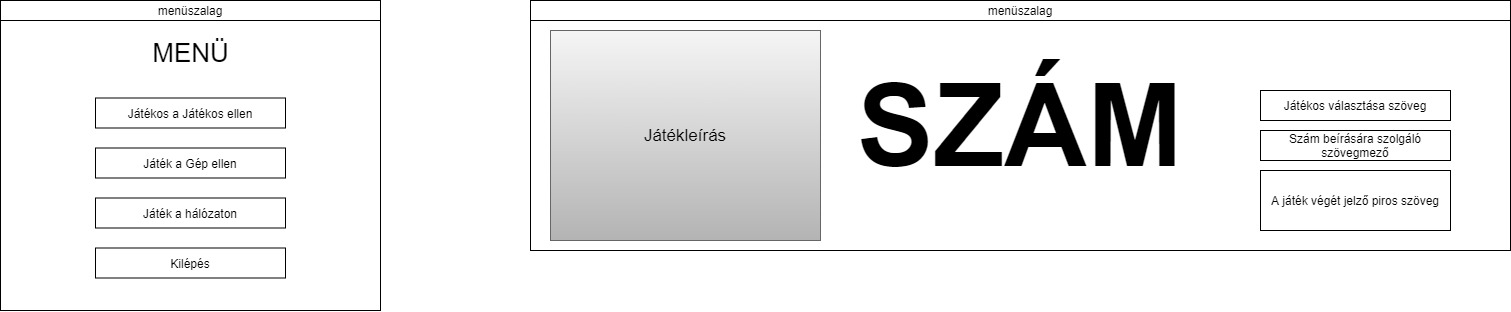 menüszalag
MENÜ
Játékos a Játékos ellen
Játék a Gép ellen
Játék a hálózaton
Kilépés
menüszalag
Játékleírás
SZÁM
Játékos választása szöveg
Szám beírására szolgáló
szövegmező
A játék végét jelző piros szöveg